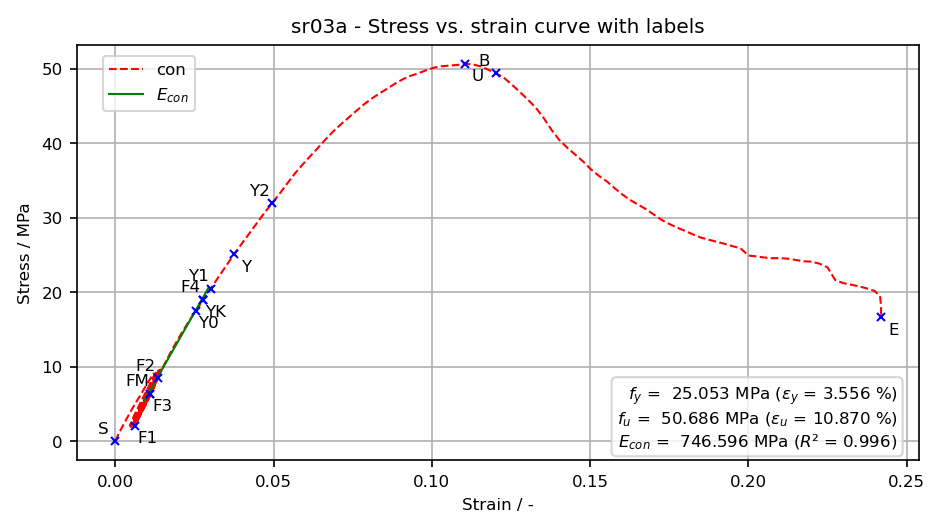 sr03a - Stress vs. strain curve with labels
con
E_con
B
U
Y2
Y
Y1
F4
YK
Y0
F2
FM
F3
S
F1
E
f_y = 25.053 MPa (ε_y = 3.556 %)
f_u = 50.686 MPa (ε_u = 10.870 %)
E_con = 746.596 MPa (R² = 0.996)
50
40
30
20
10
0
Stress / MPa
0.00 0.05 0.10 0.15 0.20 0.25
Strain / -